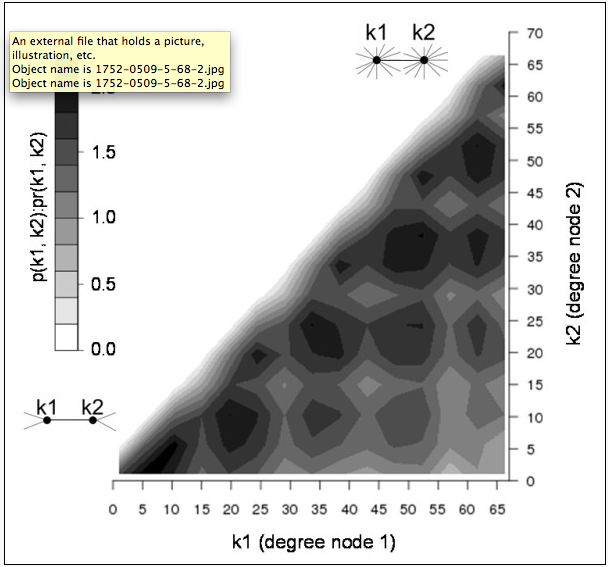 An external file that holds a picture,
illustration, etc.
Object name is 1752-0509-5-68-2.jpg
Object name is 1752-0509-5-68-2.jpg
k1 k2
p(k1, k2):pr(k1, k2)
1.5
1.0
0.5
0.0
k1 k2
70
65
60
55
50
45
40
35
30
25
20
15
10
5
0
k2 (degree node 2)
0 5 10 15 20 25 30 35 40 45 50 55 60 65
k1 (degree node 1)